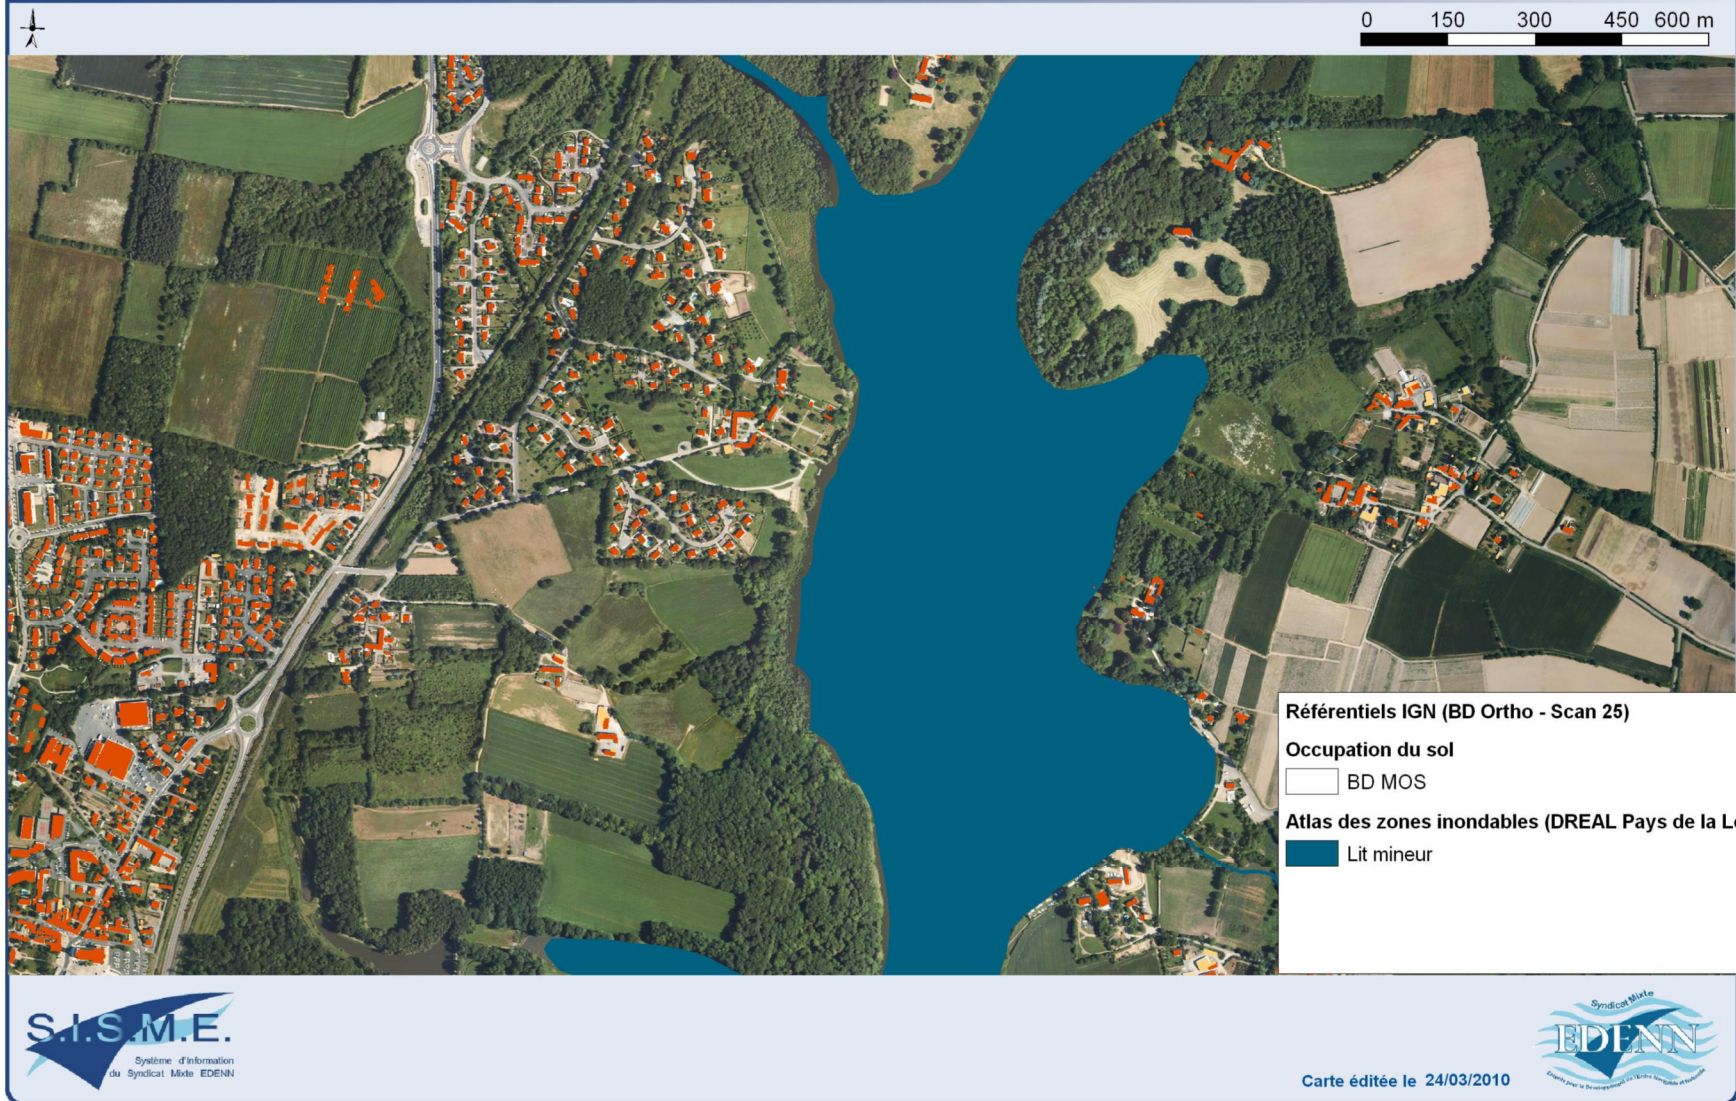 0 150 300 450 600 m
Référentiels IGN (BD Ortho - Scan 25)
Occupation du sol
BD MOS
Atlas des zones inondables (DREAL Pays de la L
Lit mineur
S.I.S.M.E.
Système d'Information
du Syndicat Mixte EDENN
Carte éditée le 24/03/2010
Syndicat Mixte
EDENN